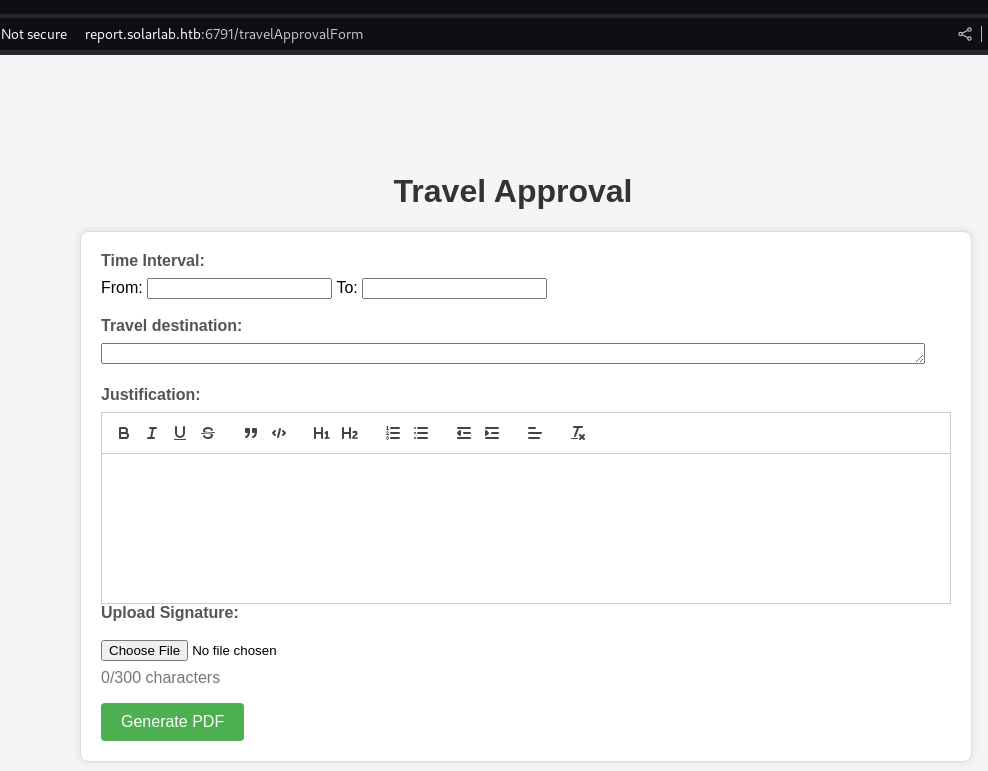 Not secure report.solarlab.htb:6791/travelApprovalForm
Travel Approval
Time Interval:
From: To:
Travel destination:
Justification:
B I U S H1 H2
Upload Signature:
Choose File No file chosen
0/300 characters
Generate PDF